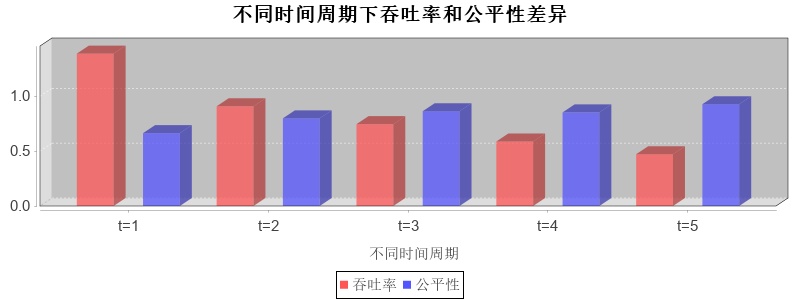 不同时间周期下吞吐率和公平性差异
1.0
0.5
0.0
t=1 t=2 t=3 t=4 t=5
不同时间周期
吞吐率 公平性